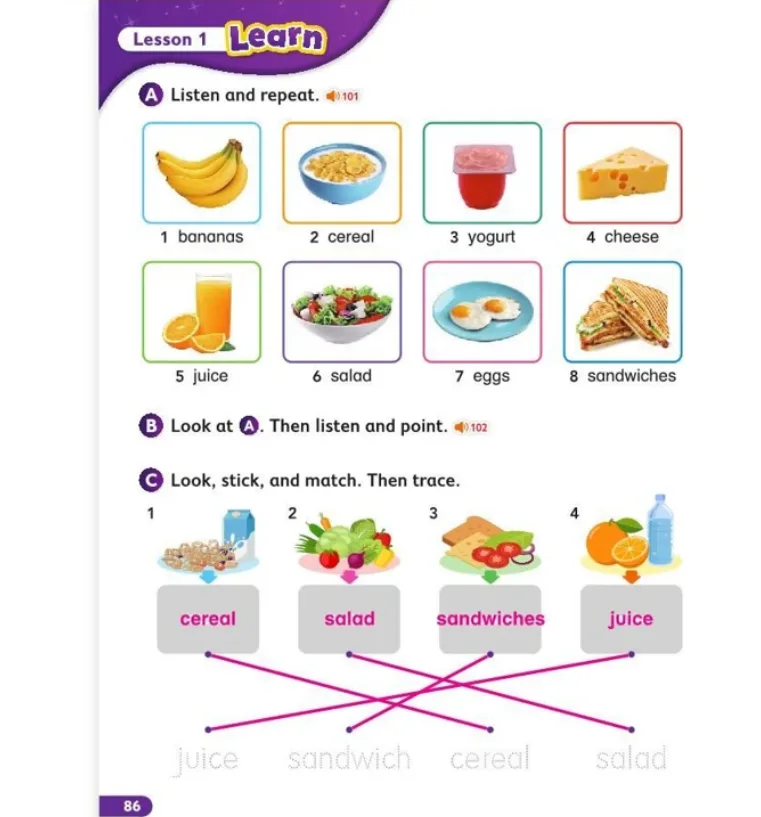 Lesson 1 Learn
A Listen and repeat. 101
1 bananas 2 cereal 3 yogurt 4 cheese
5 juice 6 salad 7 eggs 8 sandwiches
B Look at A. Then listen and point. 102
C Look, stick, and match. Then trace.
1 2 3 4
cereal salad sandwiches juice
juice sandwich cereal salad
86